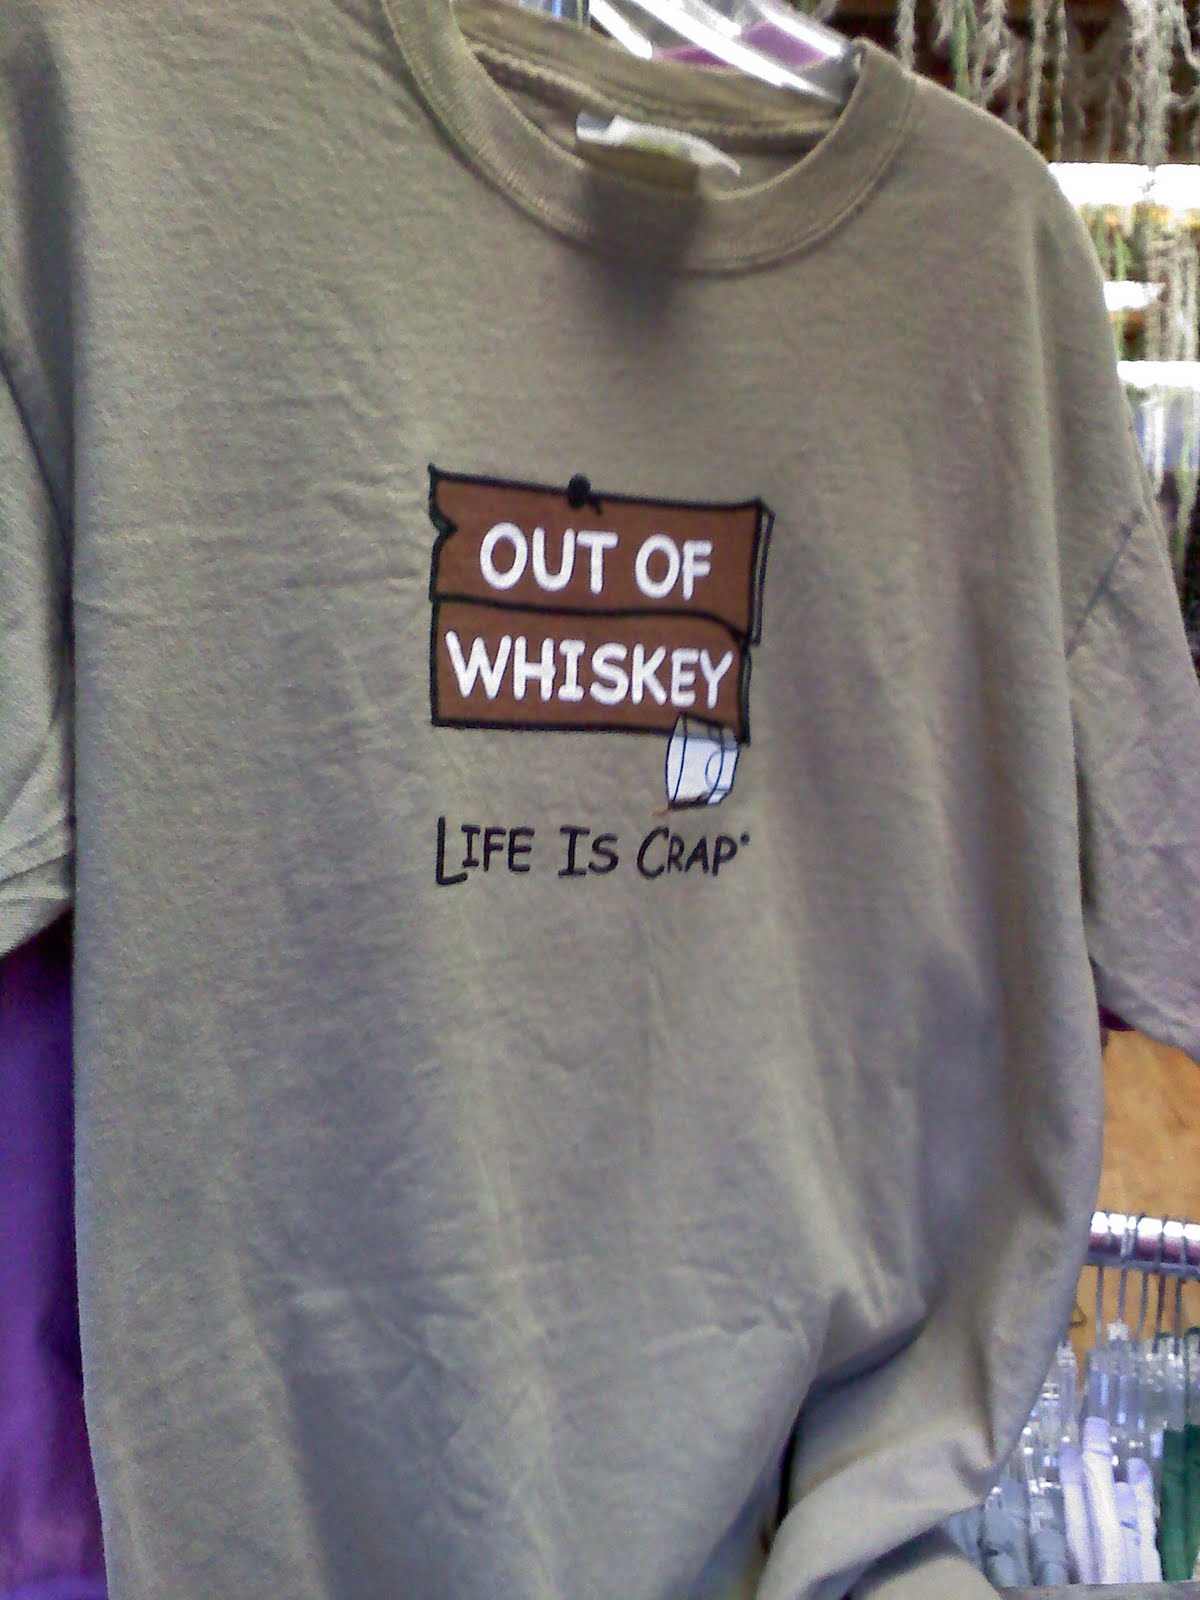 OUT OF
WHISKEY
LIFE IS CRAP